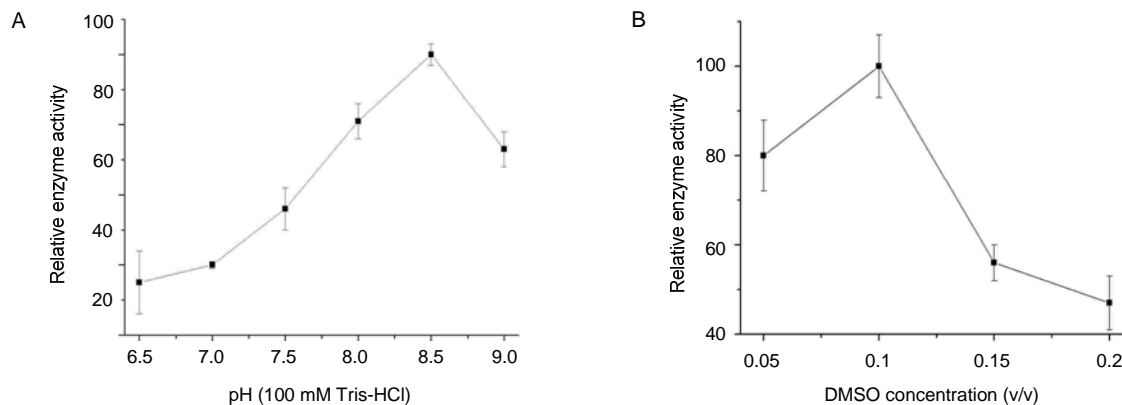 A
Relative enzyme activity
100
80
60
40
20
6.5 7.0 7.5 8.0 8.5 9.0
pH (100 mM Tris-HCl)
B
Relative enzyme activity
100
80
60
40
0.05 0.1 0.15 0.2
DMSO concentration (v/v)